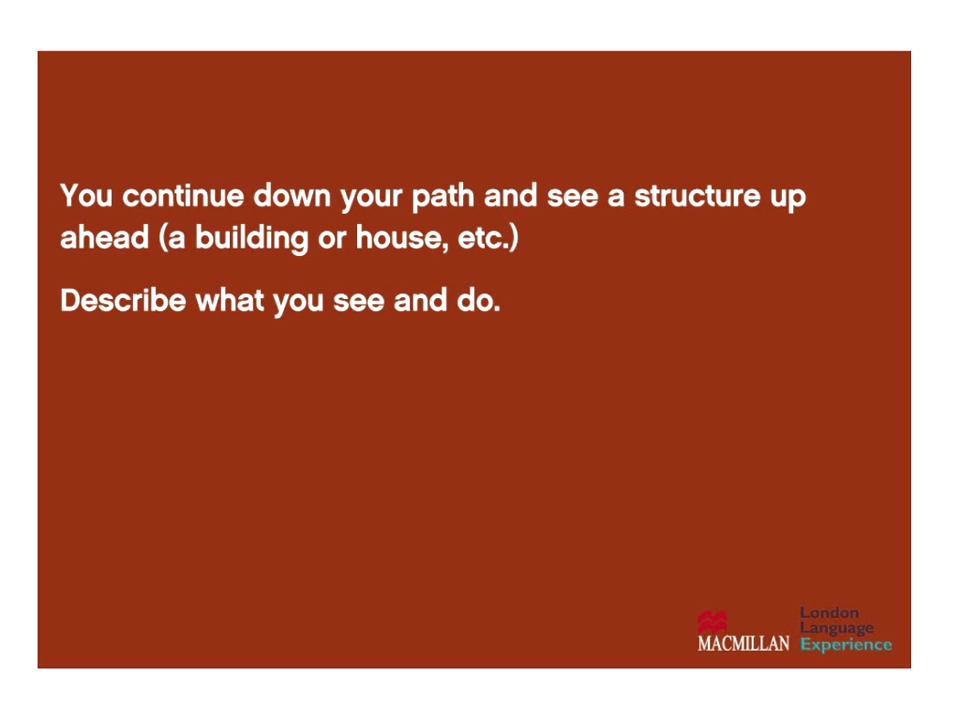 You continue down your path and see a structure up
ahead (a building or house, etc.)
Describe what you see and do.
London
Language
MACMILLAN Experience